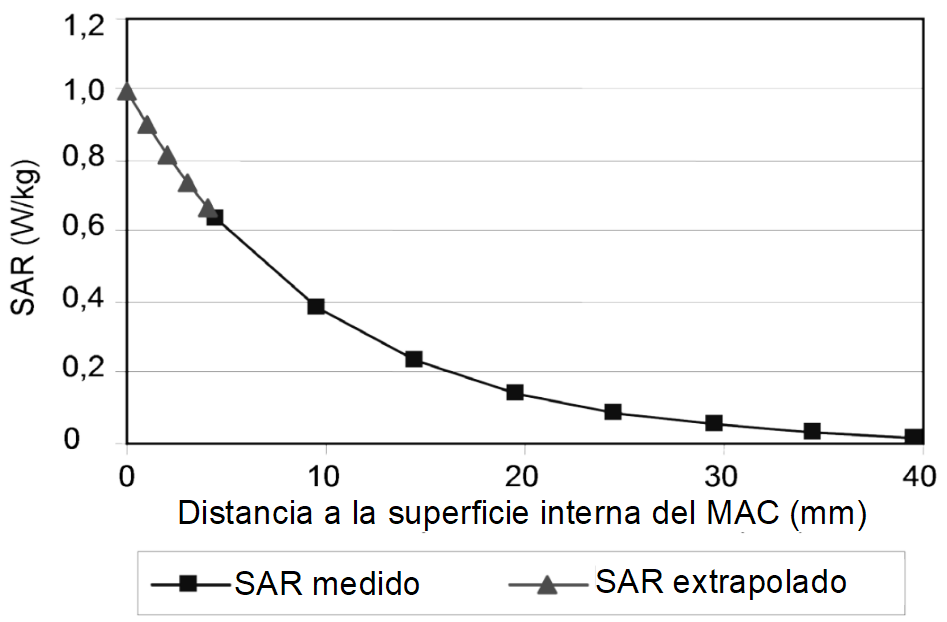 1,2
1,0
0,8
0,6
0,4
0,2
0
SAR (W/kg)
0 10 20 30 40
Distancia a la superficie interna del MAC (mm)
SAR medido SAR extrapolado